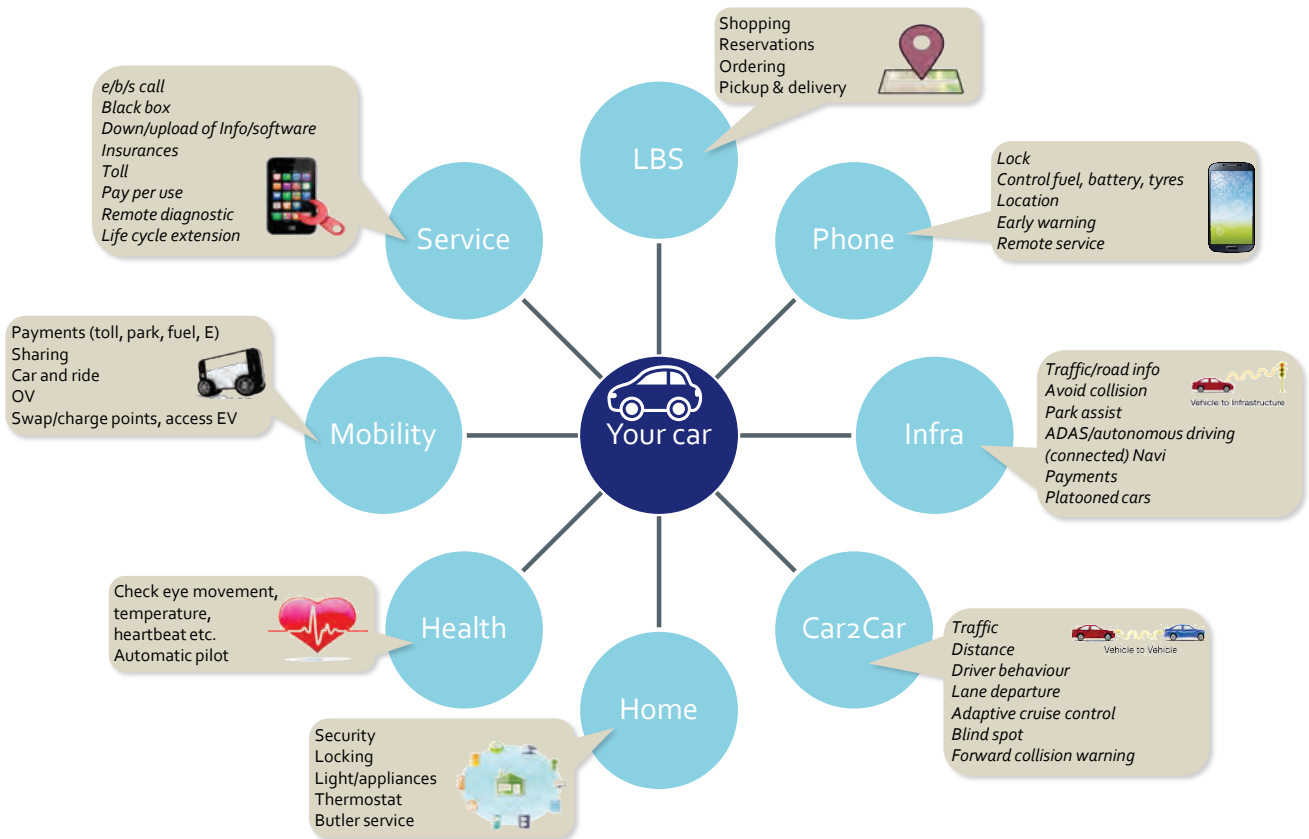 Shopping
Reservations
Ordering
Pickup & delivery
LBS
e/b/s call
Black box
Down/upload of Info/software
Insurances
Toll
Pay per use
Remote diagnostic
Life cycle extension
Service
Lock
Control fuel, battery, tyres
Location
Early warning
Remote service
Phone
Payments (toll, park, fuel, E)
Sharing
Car and ride
OV
Swap/charge points, access EV
Mobility
Your car
Infra
Traffic/road info
Avoid collision
Park assist
ADAS/autonomous driving
(connected) Navi
Payments
Platooned cars
Vehicle to Infrastructure
Check eye movement,
temperature,
heartbeat etc.
Automatic pilot
Health
Car2Car
Traffic
Distance
Driver behaviour
Lane departure
Adaptive cruise control
Blind spot
Forward collision warning
Vehicle to Vehicle
Home
Security
Locking
Light/appliances
Thermostat
Butler service